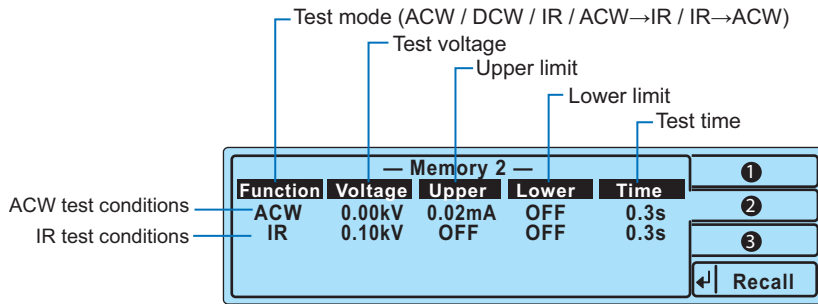 Test mode (ACW / DCW / IR / ACW→IR / IR→ACW)
Test voltage
Upper limit
Lower limit
Test time
— Memory 2 —
Function Voltage Upper Lower Time
ACW test conditions ACW 0.00kV 0.02mA OFF 0.3s
IR test conditions IR 0.10kV OFF OFF 0.3s
❶
❷
❸
↵ Recall